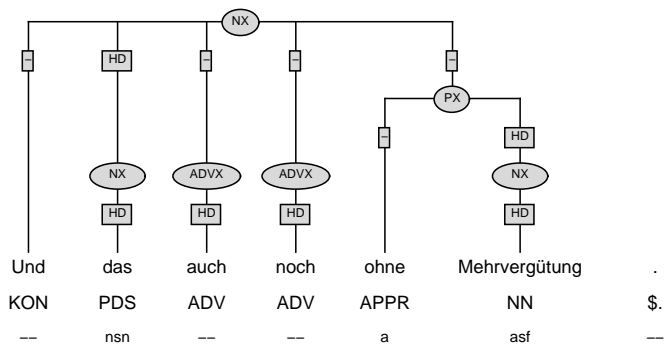 NX
– HD – – –
PX
– HD
NX ADVX ADVX NX
HD HD HD HD
Und das auch noch ohne Mehrvergütung .
KON PDS ADV ADV APPR NN $.
–– nsn –– –– a asf ––